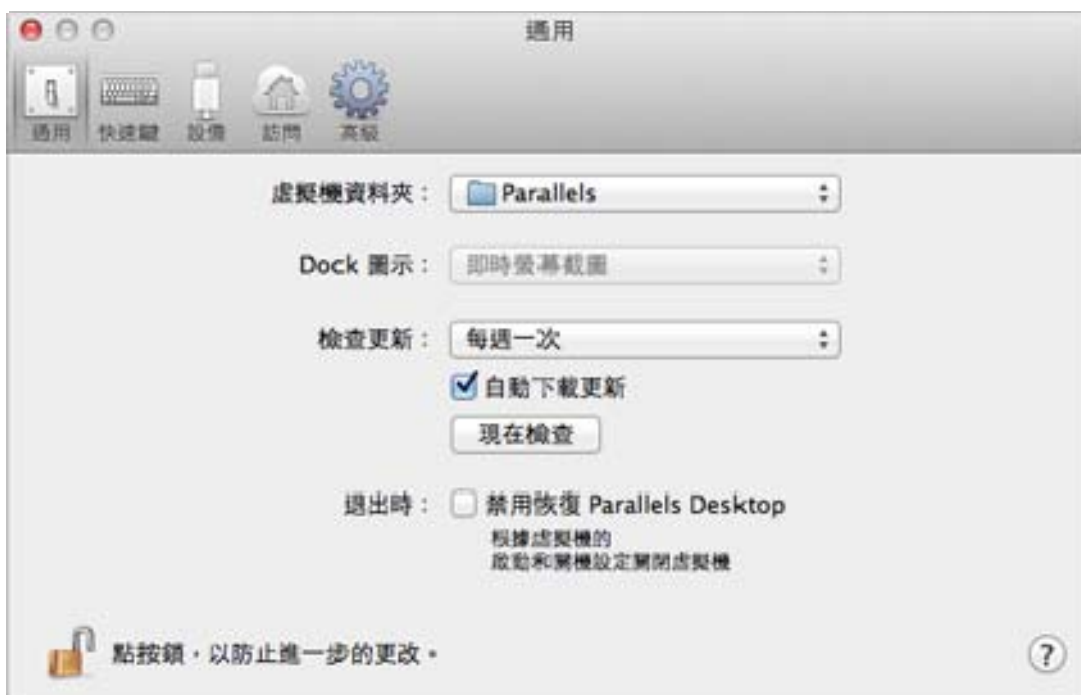 通用
通用 快速鍵 設備 訪問 高級
虛擬機資料夾： Parallels
Dock 圖示： 即時螢幕截圖
檢查更新： 每週一次
自動下載更新
現在檢查
退出時： 禁用恢復 Parallels Desktop
根據虛擬機的
啟動和關機設定關閉虛擬機
點按鎖，以防止進一步的更改。
?